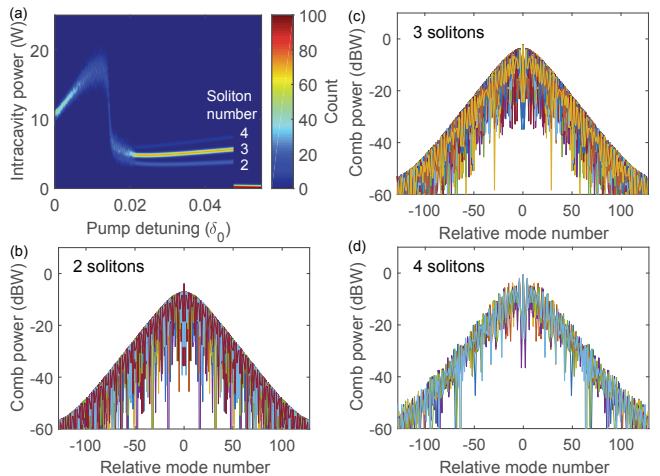 (a)
Intracavity power (W)
20
10
0
0
0.02
0.04
Pump detuning (δ₀)
Soliton
number
4
3
2
100
80
60
40
20
0
Count
(b)
2 solitons
Comb power (dBW)
0
-20
-40
-60
-100
-50
0
50
100
Relative mode number
(c)
3 solitons
Comb power (dBW)
0
-20
-40
-60
-100
-50
0
50
100
Relative mode number
(d)
4 solitons
Comb power (dBW)
0
-20
-40
-60
-100
-50
0
50
100
Relative mode number